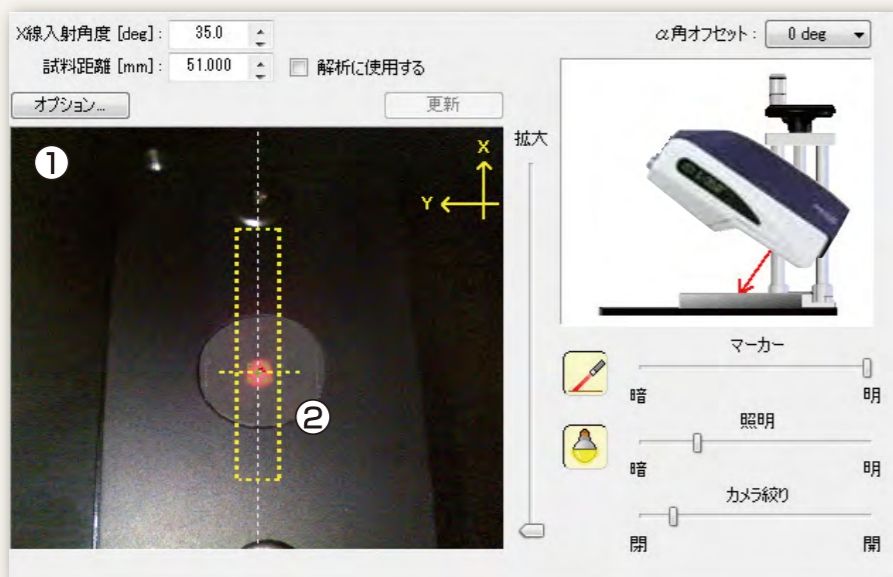 X線入射角度 [deg] : 35.0
試料距離 [mm] : 51.000 解析に使用する
オプション... 更新
α角オフセット : 0 deg
①
X
Y
②
拡大
マーカー
暗 明
照明
暗 明
カメラ絞り
閉 開